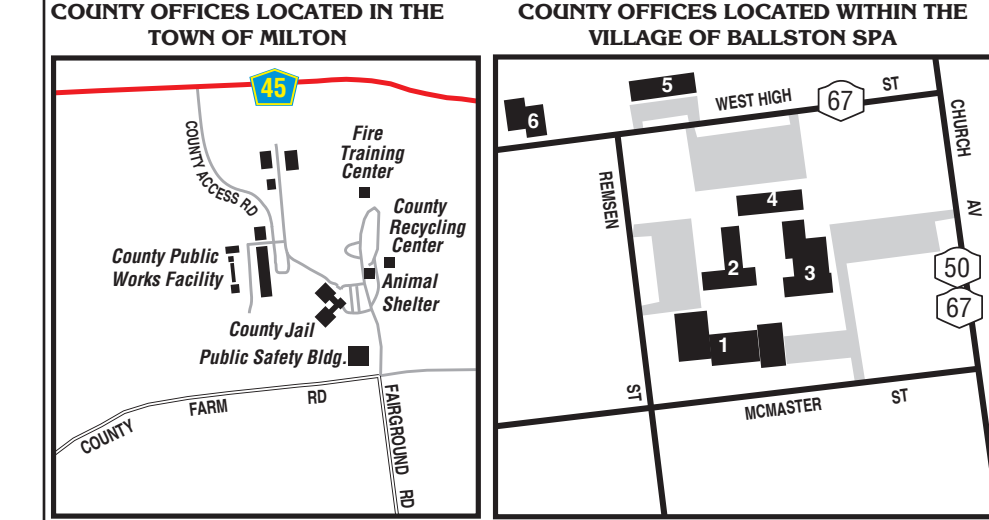 COUNTY OFFICES LOCATED IN THE
TOWN OF MILTON
45
COUNTY ACCESS RD
Fire
Training
Center
County
Recycling
Center
County Public
Works Facility
Animal
Shelter
County Jail
Public Safety Bldg.
COUNTY FARM RD
FAIRGROUND RD
COUNTY OFFICES LOCATED WITHIN THE
VILLAGE OF BALLSTON SPA
5
6
WEST HIGH ST
67
CHURCH AV
REMSEN ST
4
2
3
50
67
1
MCMASTER ST